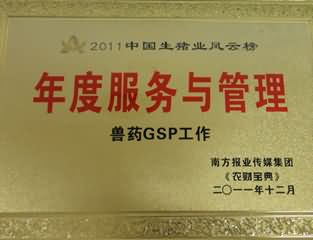 2011中国生猪业风云榜
年度服务与管理
兽药GSP工作
南方报业传媒集团
《农财宝典》
二〇一一年十二月